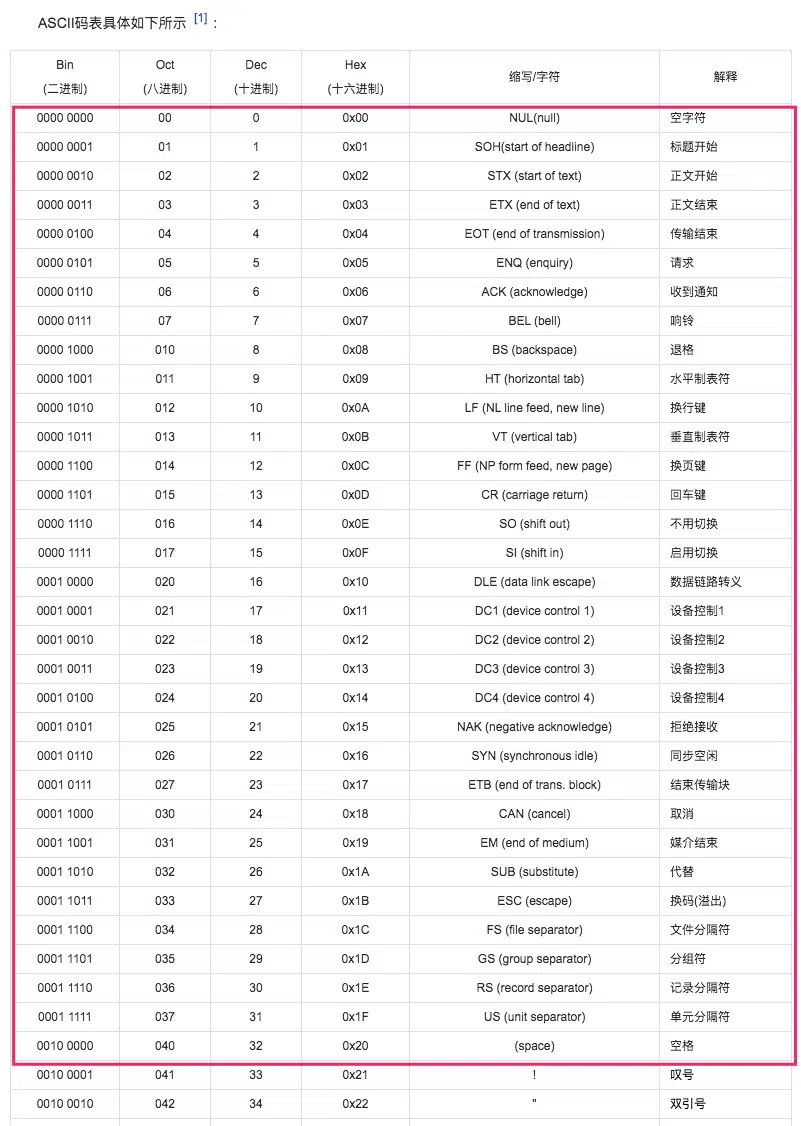 ASCII码表具体如下所示 [1] ：
Bin (二进制) Oct (八进制) Dec (十进制) Hex (十六进制) 缩写/字符 解释
0000 0000 00 0 0x00 NUL(null) 空字符
0000 0001 01 1 0x01 SOH(start of headline) 标题开始
0000 0010 02 2 0x02 STX (start of text) 正文开始
0000 0011 03 3 0x03 ETX (end of text) 正文结束
0000 0100 04 4 0x04 EOT (end of transmission) 传输结束
0000 0101 05 5 0x05 ENQ (enquiry) 请求
0000 0110 06 6 0x06 ACK (acknowledge) 收到通知
0000 0111 07 7 0x07 BEL (bell) 响铃
0000 1000 010 8 0x08 BS (backspace) 退格
0000 1001 011 9 0x09 HT (horizontal tab) 水平制表符
0000 1010 012 10 0x0A LF (NL line feed, new line) 换行键
0000 1011 013 11 0x0B VT (vertical tab) 垂直制表符
0000 1100 014 12 0x0C FF (NP form feed, new page) 换页键
0000 1101 015 13 0x0D CR (carriage return) 回车键
0000 1110 016 14 0x0E SO (shift out) 不用切换
0000 1111 017 15 0x0F SI (shift in) 启用切换
0001 0000 020 16 0x10 DLE (data link escape) 数据链路转义
0001 0001 021 17 0x11 DC1 (device control 1) 设备控制1
0001 0010 022 18 0x12 DC2 (device control 2) 设备控制2
0001 0011 023 19 0x13 DC3 (device control 3) 设备控制3
0001 0100 024 20 0x14 DC4 (device control 4) 设备控制4
0001 0101 025 21 0x15 NAK (negative acknowledge) 拒绝接收
0001 0110 026 22 0x16 SYN (synchronous idle) 同步空闲
0001 0111 027 23 0x17 ETB (end of trans. block) 结束传输块
0001 1000 030 24 0x18 CAN (cancel) 取消
0001 1001 031 25 0x19 EM (end of medium) 媒介结束
0001 1010 032 26 0x1A SUB (substitute) 代替
0001 1011 033 27 0x1B ESC (escape) 换码(溢出)
0001 1100 034 28 0x1C FS (file separator) 文件分隔符
0001 1101 035 29 0x1D GS (group separator) 分组符
0001 1110 036 30 0x1E RS (record separator) 记录分隔符
0001 1111 037 31 0x1F US (unit separator) 单元分隔符
0010 0000 040 32 0x20 (space) 空格
0010 0001 041 33 0x21 ! 叹号
0010 0010 042 34 0x22 " 双引号